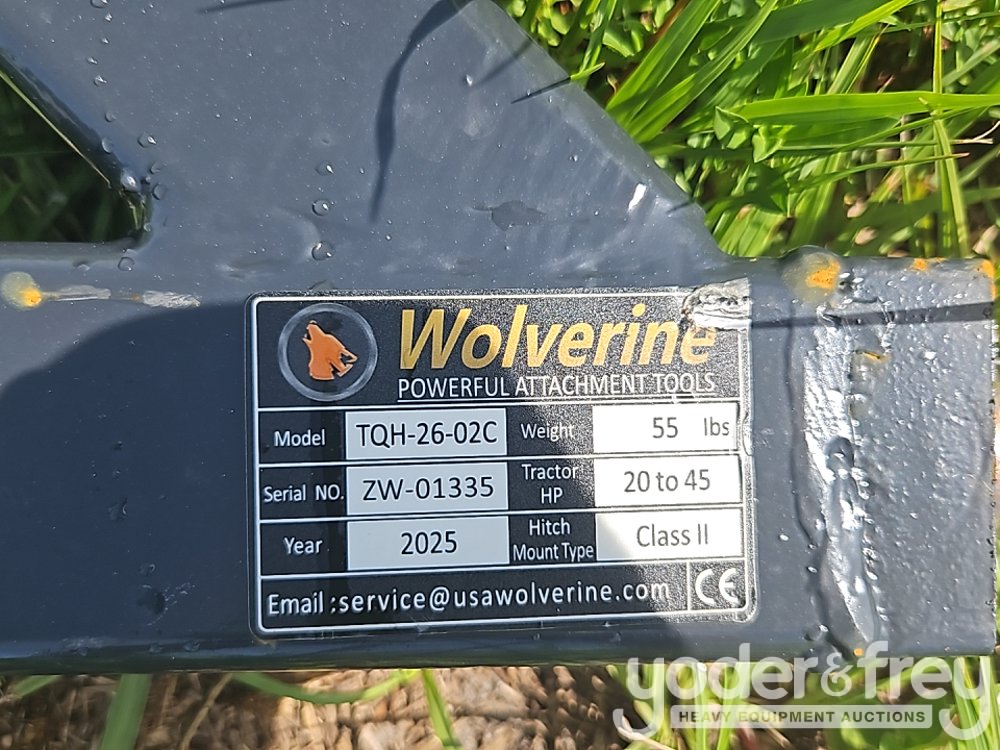 Wolverine
POWERFUL ATTACHMENT TOOLS
Model TQH-26-02C Weight 55 lbs
Serial NO. ZW-01335 Tractor HP 20 to 45
Year 2025 Hitch Mount Type Class II
Email :service@usawolverine.com CE
yoder&frey
HEAVY EQUIPMENT AUCTIONS